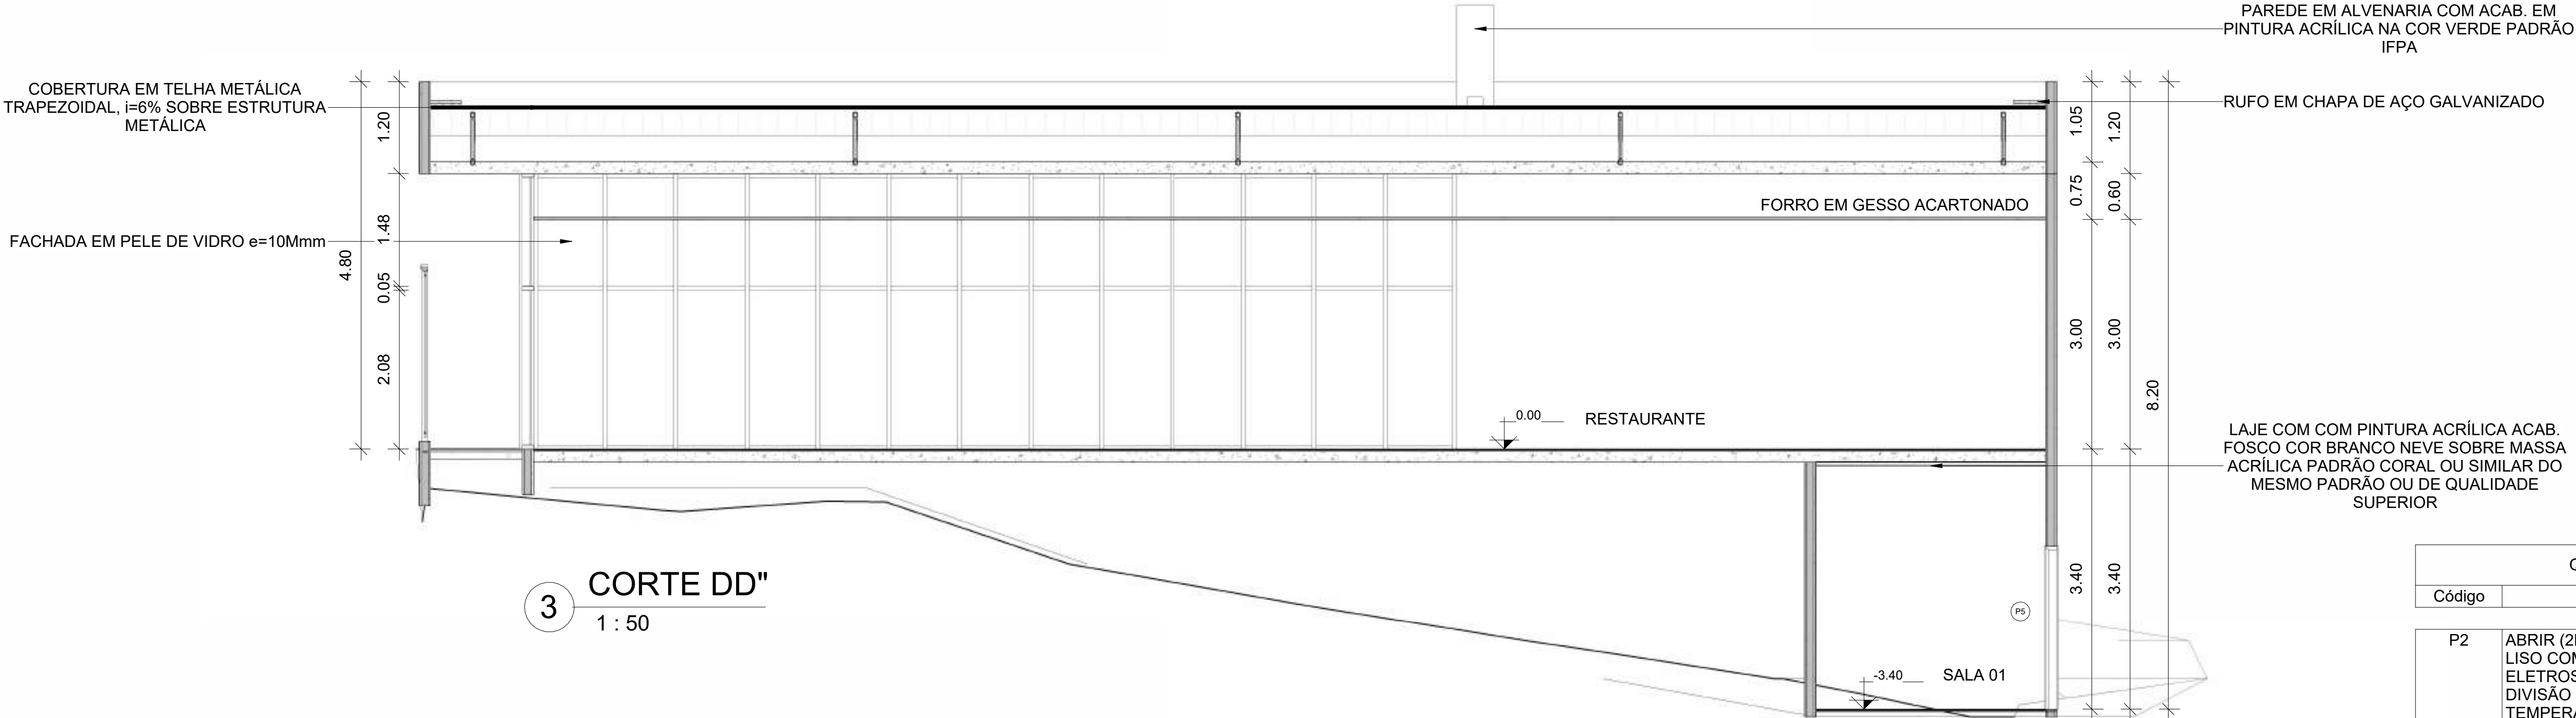 PAREDE EM ALVENARIA COM ACAB. EM
PINTURA ACRÍLICA NA COR VERDE PADRÃO
IFPA
COBERTURA EM TELHA METÁLICA
TRAPEZOIDAL, i=6% SOBRE ESTRUTURA
METÁLICA
RUFO EM CHAPA DE AÇO GALVANIZADO
1.20
1.05
1.20
FORRO EM GESSO ACARTONADO
0.75
0.60
FACHADA EM PELE DE VIDRO e=10Mmm
4.80
1.48
0.05
2.08
3.00
3.00
8.20
0.00
RESTAURANTE
LAJE COM COM PINTURA ACRÍLICA ACAB.
FOSCO COR BRANCO NEVE SOBRE MASSA
ACRÍLICA PADRÃO CORAL OU SIMILAR DO
MESMO PADRÃO OU DE QUALIDADE
SUPERIOR
3
CORTE DD"
1 : 50
3.40
3.40
P5
-3.40
SALA 01
Código
P2
ABRIR
LISO
DIVISÃO